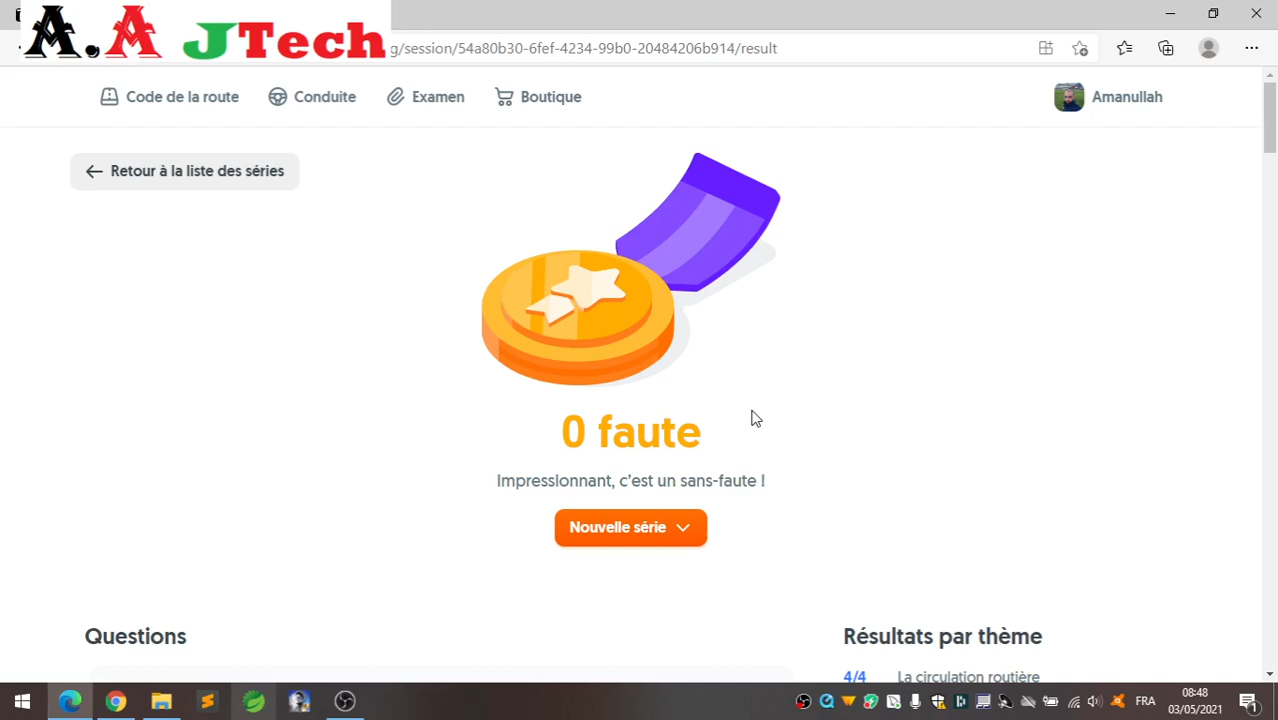 A.A JTech
g/session/54a80b30-6fef-4234-99b0-20484206b914/result
Code de la route
Conduite
Examen
Boutique
Amanullah
Retour à la liste des séries
0 faute
Impressionnant, c'est un sans-faute !
Nouvelle série
Questions
Résultats par thème
4/4 La circulation routière
FRA
08:48
03/05/2021
1